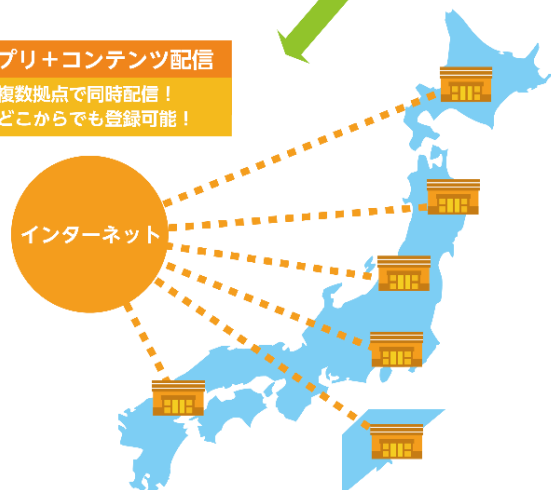 プリ＋コンテンツ配信
複数拠点で同時配信！
どこからでも登録可能！
インターネット